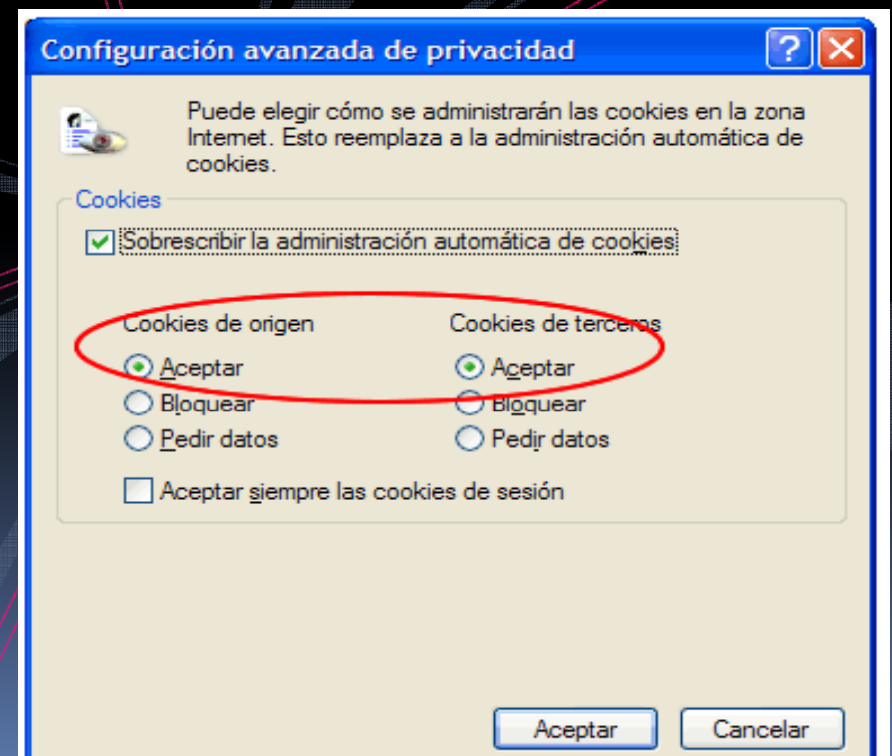 Configuración avanzada de privacidad
Puede elegir cómo se administrarán las cookies en la zona
Internet. Esto reemplaza a la administración automática de
cookies.
Cookies
Sobrescribir la administración automática de cookies
Cookies de origen Cookies de terceros
Aceptar Aceptar
Bloquear Bloquear
Pedir datos Pedir datos
Aceptar siempre las cookies de sesión
Aceptar Cancelar